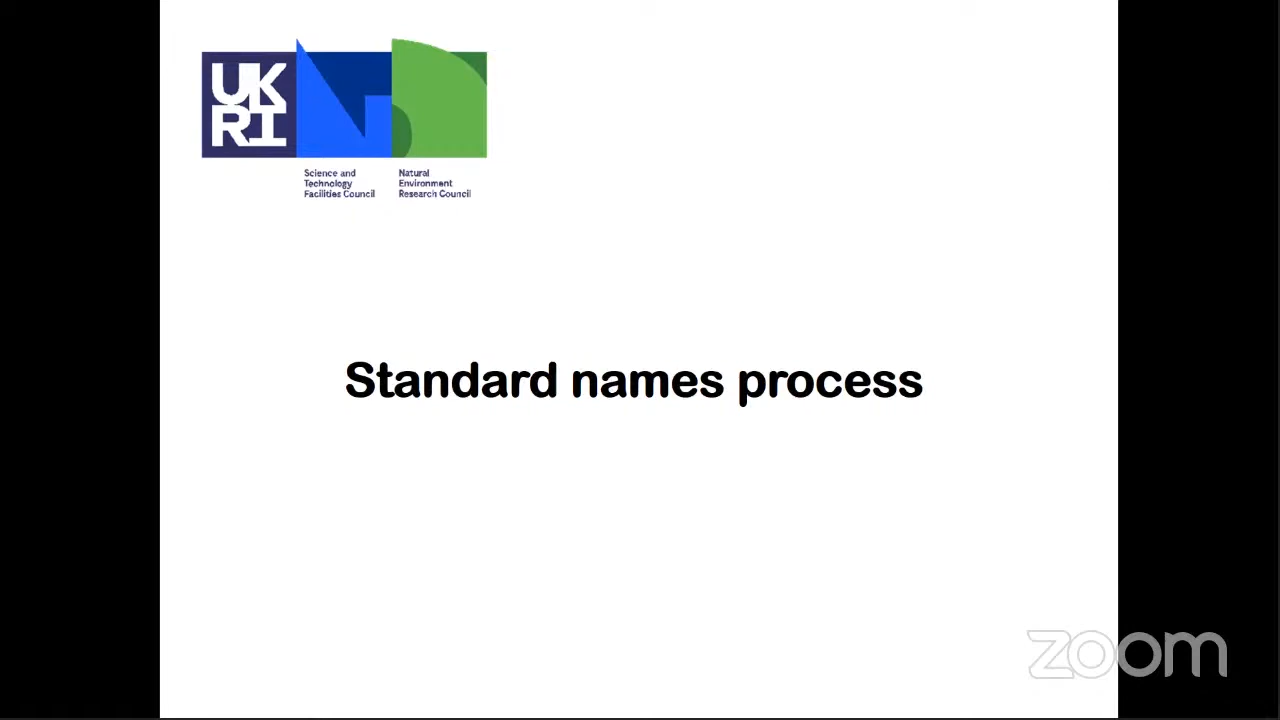 UK
RI
Science and
Technology
Facilities Council
Natural
Environment
Research Council
Standard names process
zoom